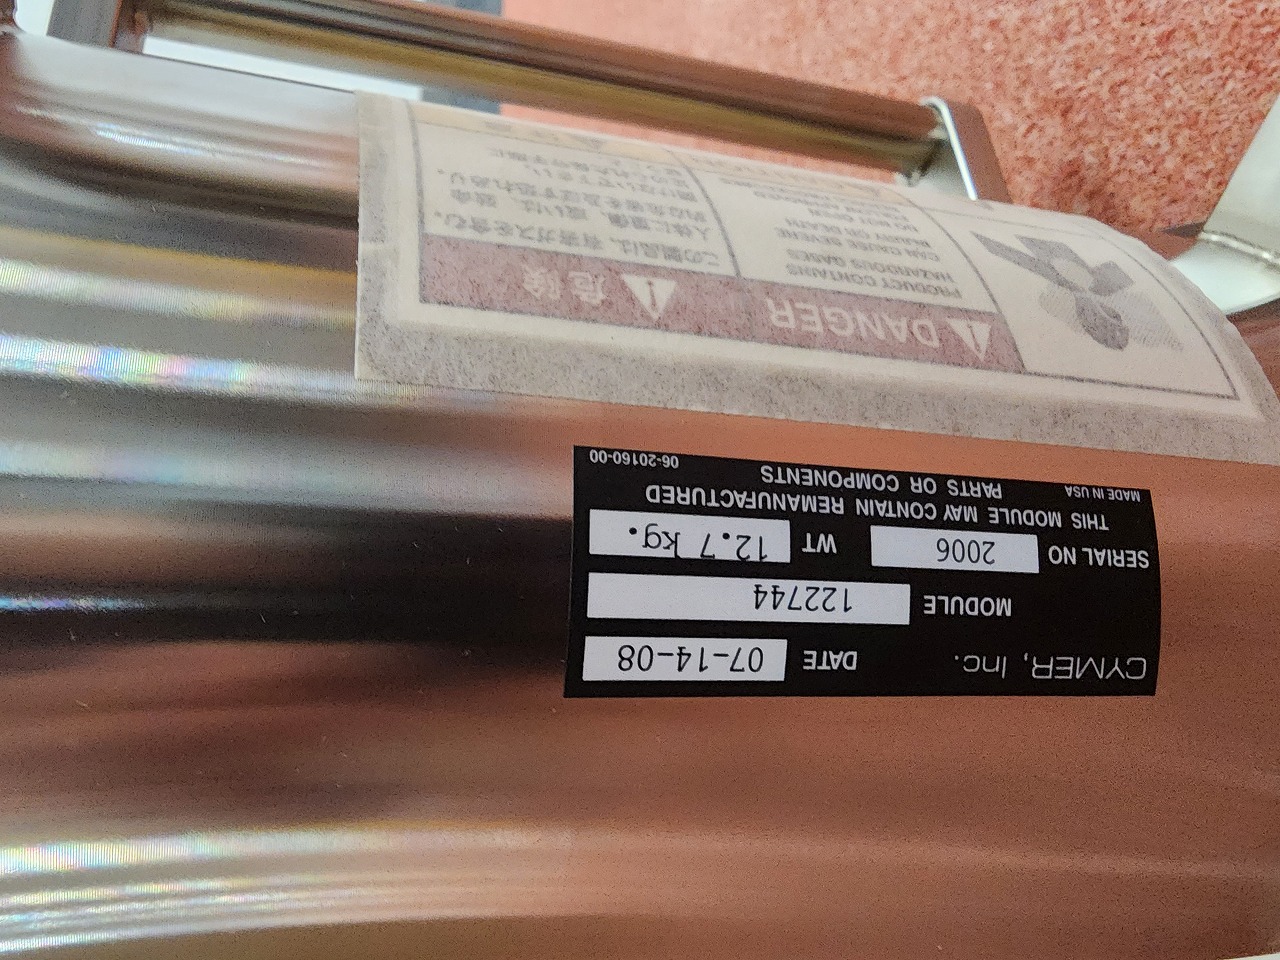 CYMER, Inc.
DATE 07-14-08
MODULE 122744
SERIAL NO 2006 WT 12.7 kg.
THIS MODULE MAY CONTAIN REMANUFACTURED
MADE IN USA PARTS OR COMPONENTS 06-20160-00
DANGER
PRODUCT CONTAINS
HAZARDOUS GASES
CAN CAUSE SEVERE
INJURY OR DEATH
DO NOT OPEN
危険
この製品は、有害ガスを含む。